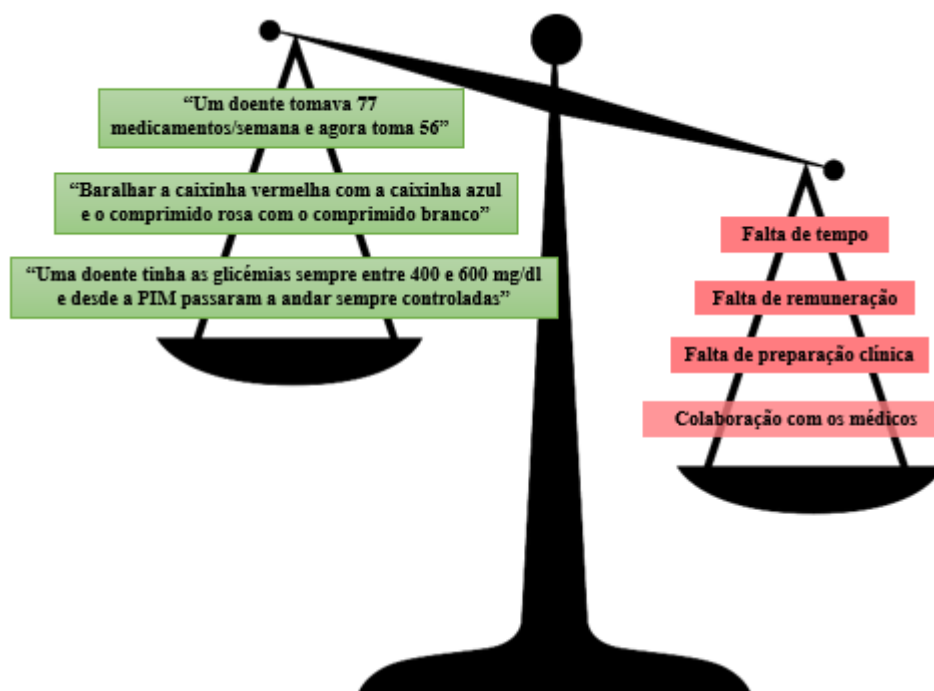 “Um doente tomava 77
medicamentos/semana e agora toma 56”
“Baralhar a caixinha vermelha com a caixinha azul
e o comprimido rosa com o comprimido branco”
“Uma doente tinha as glicémias sempre entre 400 e 600 mg/dl
e desde a PIM passaram a andar sempre controladas”
Falta de tempo
Falta de remuneração
Falta de preparação clínica
Colaboração com os médicos